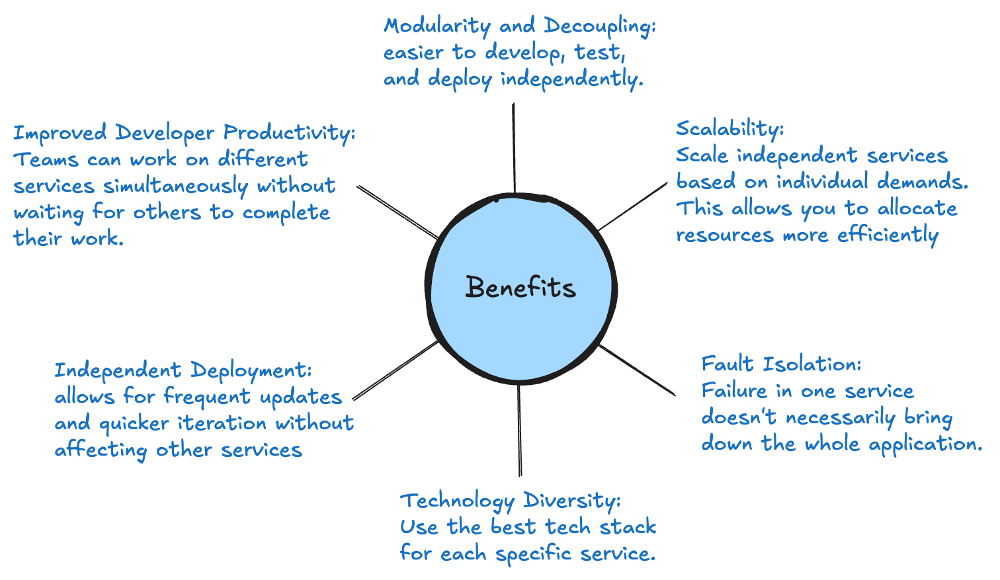 Modularity and Decoupling:
easier to develop, test,
and deploy independently.
Improved Developer Productivity:
Teams can work on different
services simultaneously without
waiting for others to complete
their work.
Scalability:
Scale independent services
based on individual demands.
This allows you to allocate
resources more efficiently
Benefits
Independent Deployment:
allows for frequent updates
and quicker iteration without
affecting other services
Fault Isolation:
Failure in one service
doesn't necessarily bring
down the whole application.
Technology Diversity:
Use the best tech stack
for each specific service.